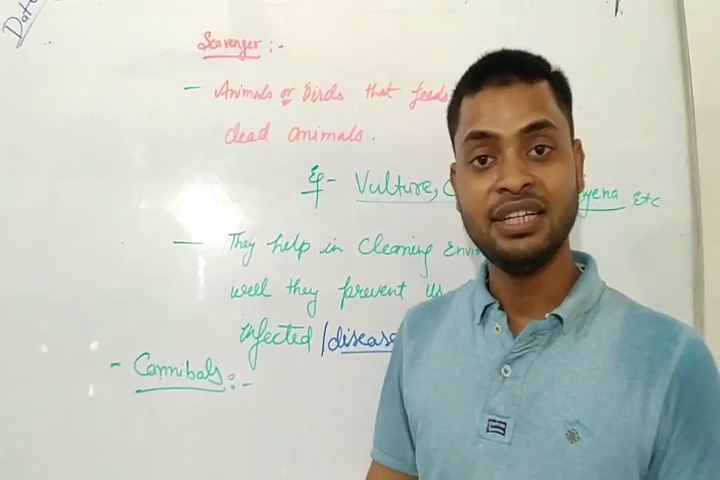 Date
Scavenger:-
- Animals or birds that feeds
dead animals.
Eg- Vulture, C yena Etc
- They help in cleaning Envi
well they prevent us
infected /disease
- Cannibals:-